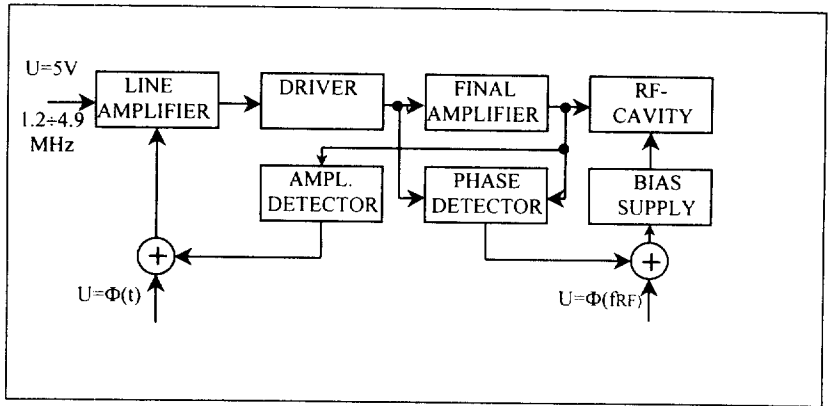 U=5V
1.2÷4.9
MHz
LINE
AMPLIFIER
DRIVER
FINAL
AMPLIFIER
RF-
CAVITY
AMPL.
DETECTOR
PHASE
DETECTOR
BIAS
SUPPLY
+
+
U=Φ(t)
U=Φ(fRF)